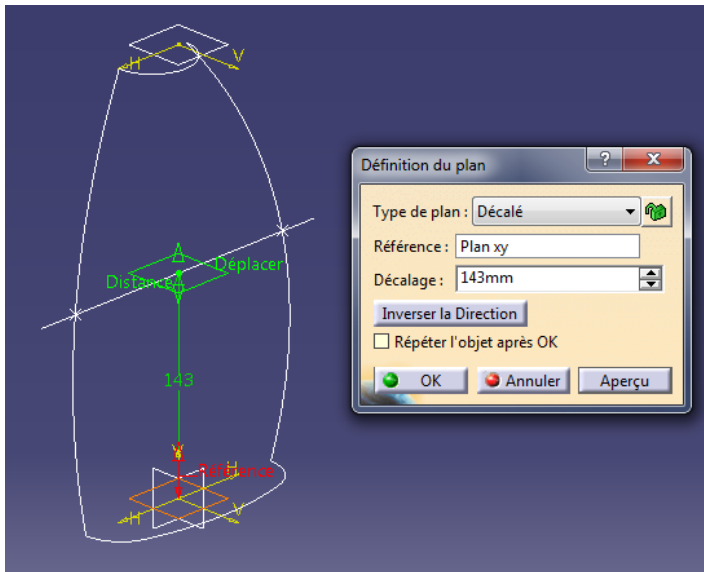 H
V
Déplacer
Distance
143
V
Référence
H
H
V
Définition du plan
?
Type de plan : Décalé
Référence : Plan xy
Décalage : 143mm
Inverser la Direction
Répéter l'objet après OK
OK Annuler Aperçu